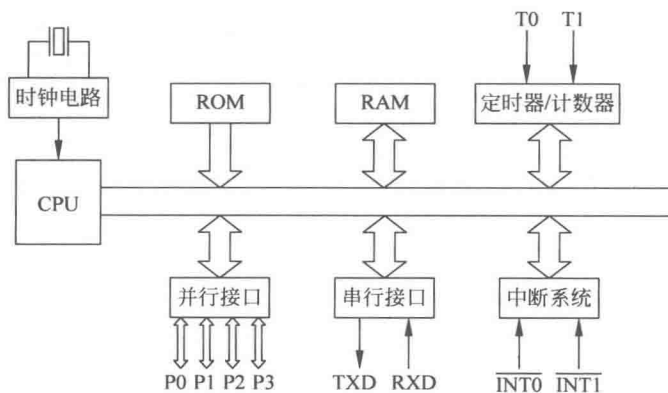 T0 T1
时钟电路
ROM
RAM
定时器/计数器
CPU
并行接口
串行接口
中断系统
P0 P1 P2 P3
TXD RXD
INT0 INT1